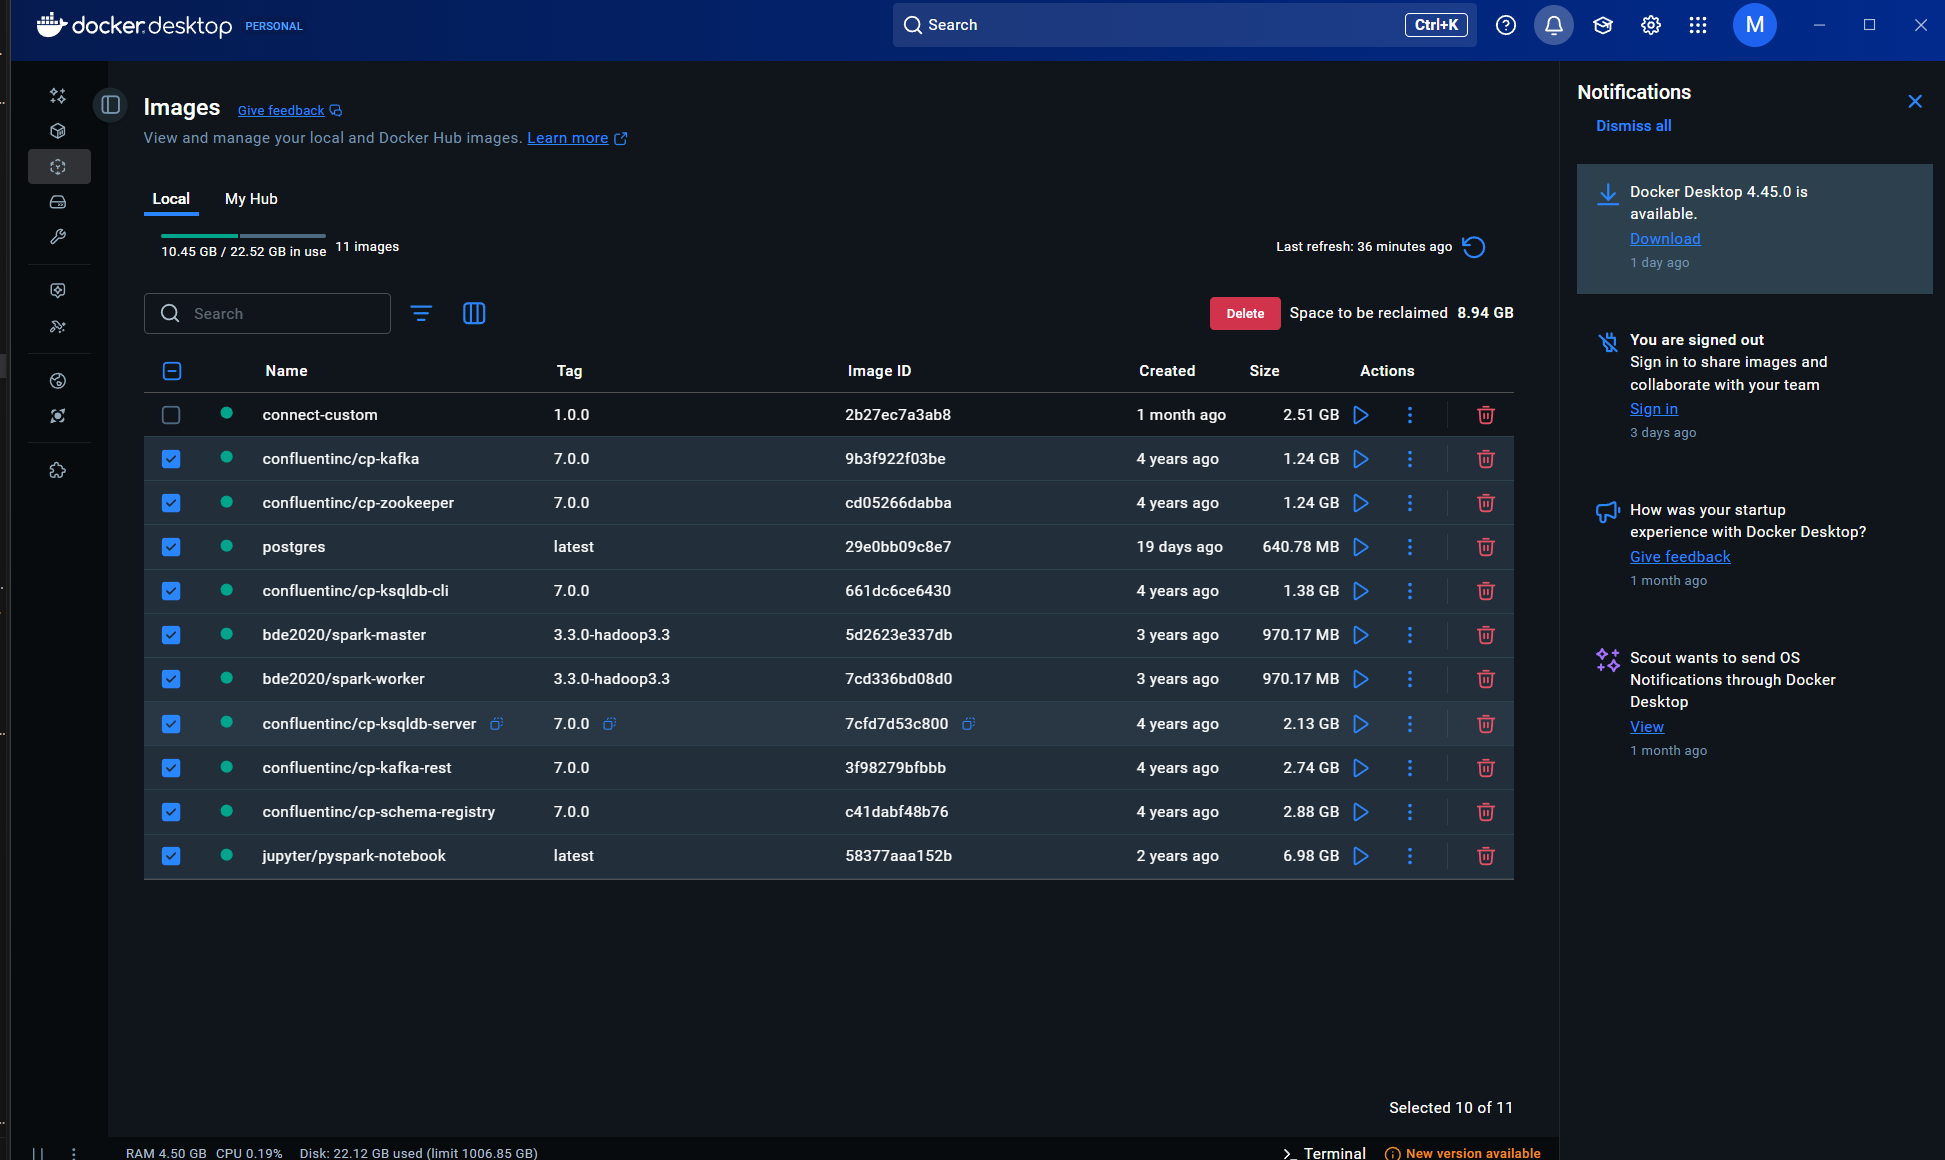 docker.desktop PERSONAL
Search Ctrl+K
M
Images Give feedback
View and manage your local and Docker Hub images. Learn more
Local My Hub
10.45 GB / 22.52 GB in use 11 images
Last refresh: 36 minutes ago
Search
Delete Space to be reclaimed 8.94 GB
Name Tag Image ID Created Size Actions
connect-custom 1.0.0 2b27ec7a3ab8 1 month ago 2.51 GB
confluentinc/cp-kafka 7.0.0 9b3f922f03be 4 years ago 1.24 GB
confluentinc/cp-zookeeper 7.0.0 cd05266dabba 4 years ago 1.24 GB
postgres latest 29e0bb09c8e7 19 days ago 640.78 MB
confluentinc/cp-ksqldb-cli 7.0.0 661dc6ce6430 4 years ago 1.38 GB
bde2020/spark-master 3.3.0-hadoop3.3 5d2623e337db 3 years ago 970.17 MB
bde2020/spark-worker 3.3.0-hadoop3.3 7cd336bd08d0 3 years ago 970.17 MB
confluentinc/cp-ksqldb-server 7.0.0 7cfd7d53c800 4 years ago 2.13 GB
confluentinc/cp-kafka-rest 7.0.0 3f98279bfbbb 4 years ago 2.74 GB
confluentinc/cp-schema-registry 7.0.0 c41dabf48b76 4 years ago 2.88 GB
jupyter/pyspark-notebook latest 58377aaa152b 2 years ago 6.98 GB
Selected 10 of 11
Notifications
Dismiss all
Docker Desktop 4.45.0 is
available.
Download
1 day ago
You are signed out
Sign in to share images and
collaborate with your team
Sign in
3 days ago
How was your startup
experience with Docker Desktop?
Give feedback
1 month ago
Scout wants to send OS
Notifications through Docker
Desktop
View
1 month ago
RAM 4.50 GB CPU 0.19% Disk: 22.12 GB used (limit 1006.85 GB)
Terminal New version available